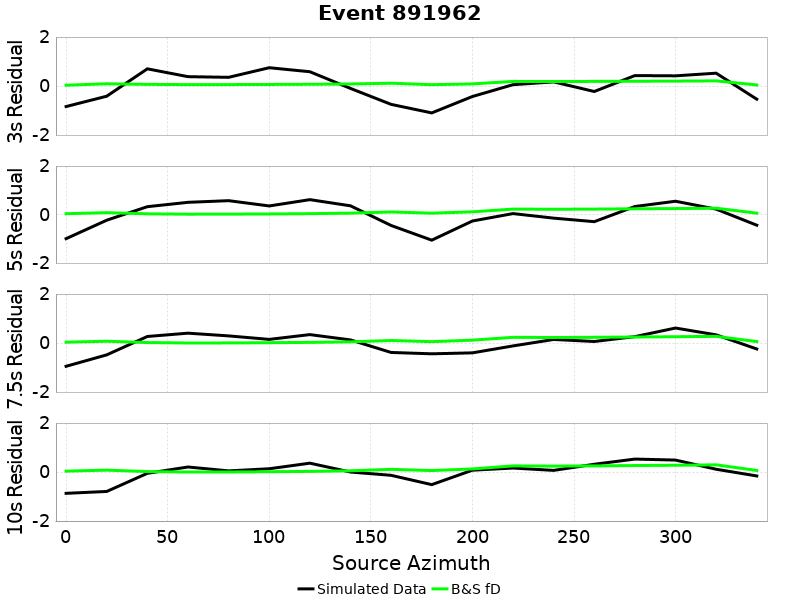 Event 891962
3s Residual
2
0
-2
5s Residual
2
0
-2
7.5s Residual
2
0
-2
10s Residual
2
0
-2
0 50 100 150 200 250 300
Source Azimuth
Simulated Data B&S fD